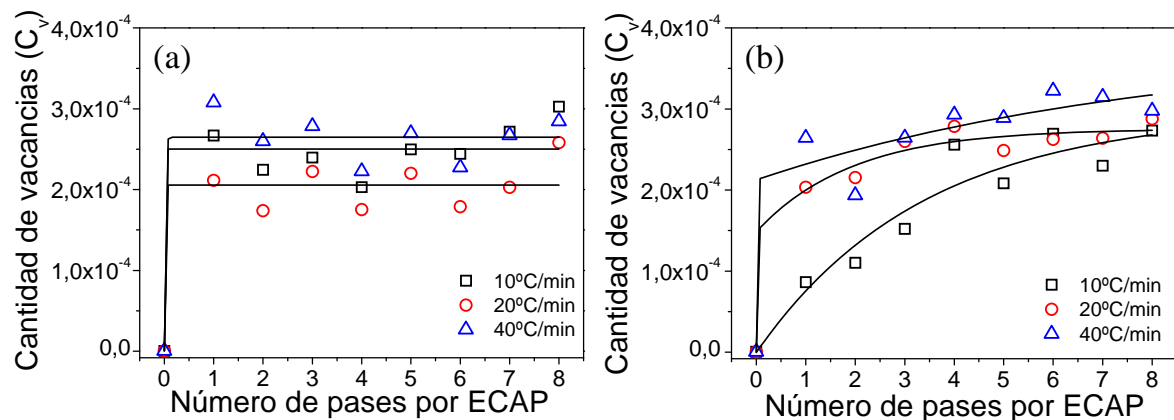 Cantidad de vacancias (Cv)
4,0x10-4
3,0x10-4
2,0x10-4
1,0x10-4
0,0
(a)
10ºC/min
20ºC/min
40ºC/min
0 1 2 3 4 5 6 7 8
Número de pases por ECAP
Cantidad de vacancias (Cv)
4,0x10-4
3,0x10-4
2,0x10-4
1,0x10-4
0,0
(b)
10ºC/min
20ºC/min
40ºC/min
0 1 2 3 4 5 6 7 8
Número de pases por ECAP